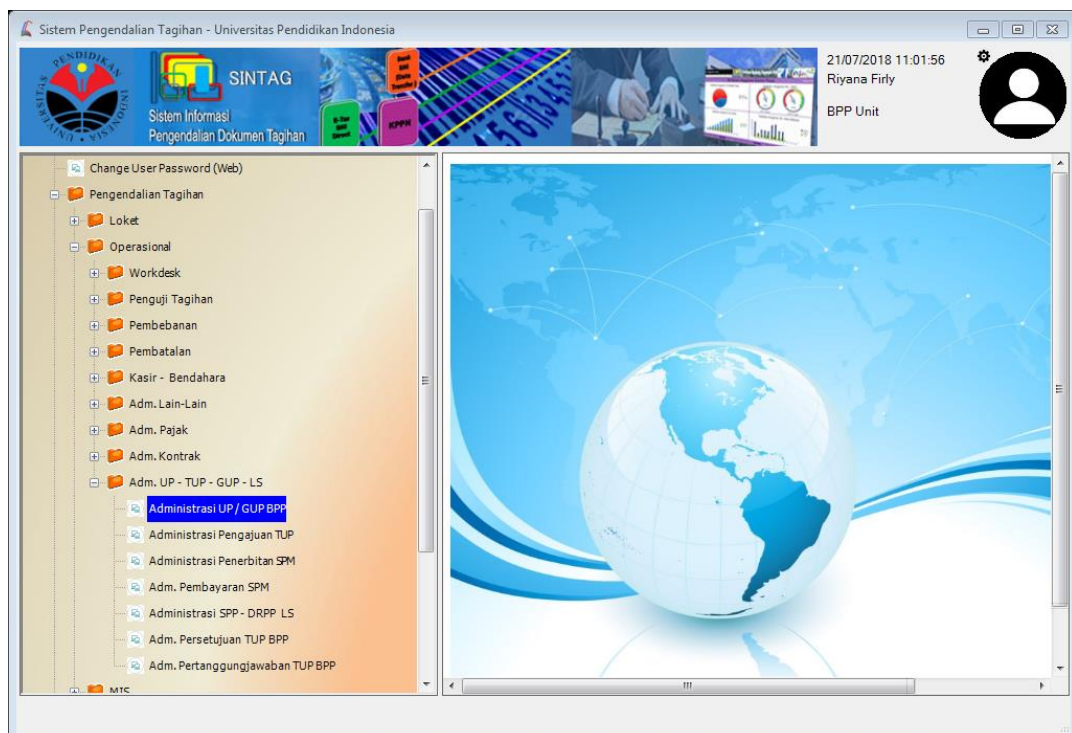 Sistem Pengendalian Tagihan - Universitas Pendidikan Indonesia
UNIVERSITAS PENDIDIKAN INDONESIA
SINTAG
Sistem Informasi
Pengendalian Dokumen Tagihan
KPPN
21/07/2018 11:01:56
Riyana Firly
BPP Unit
Change User Password (Web)
Pengendalian Tagihan
Loket
Operasional
Workdesk
Penguji Tagihan
Pembebanan
Pembatalan
Kasir - Bendahara
Adm. Lain-Lain
Adm. Pajak
Adm. Kontrak
Adm. UP - TUP - GUP - LS
Administrasi UP / GUP BPP
Administrasi Pengajuan TUP
Administrasi Penerbitan SPM
Adm. Pembayaran SPM
Administrasi SPP - DRPP LS
Adm. Persetujuan TUP BPP
Adm. Pertanggungjawaban TUP BPP
MIS